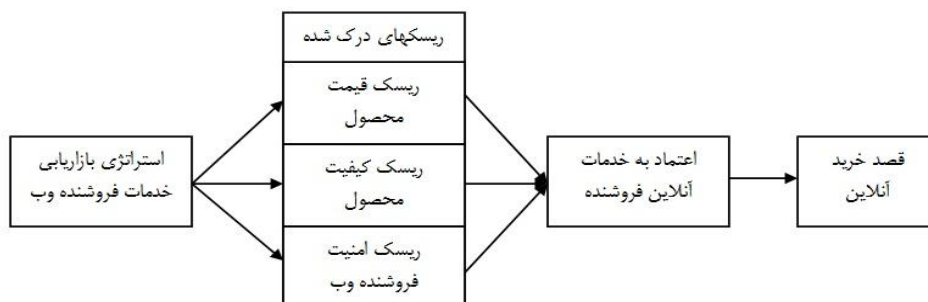 ریسکهای درک شده
ریسک قیمت
محصول
ریسک کیفیت
محصول
ریسک امنیت
فروشنده وب
استراتژی بازاریابی
خدمات فروشنده وب
اعتماد به خدمات
آنلاین فروشنده
قصد خرید
آنلاین